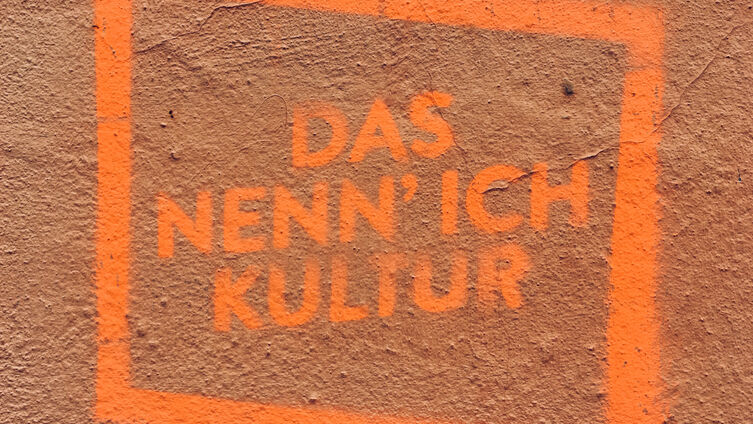 DAS
NENN' ICH
KULTUR